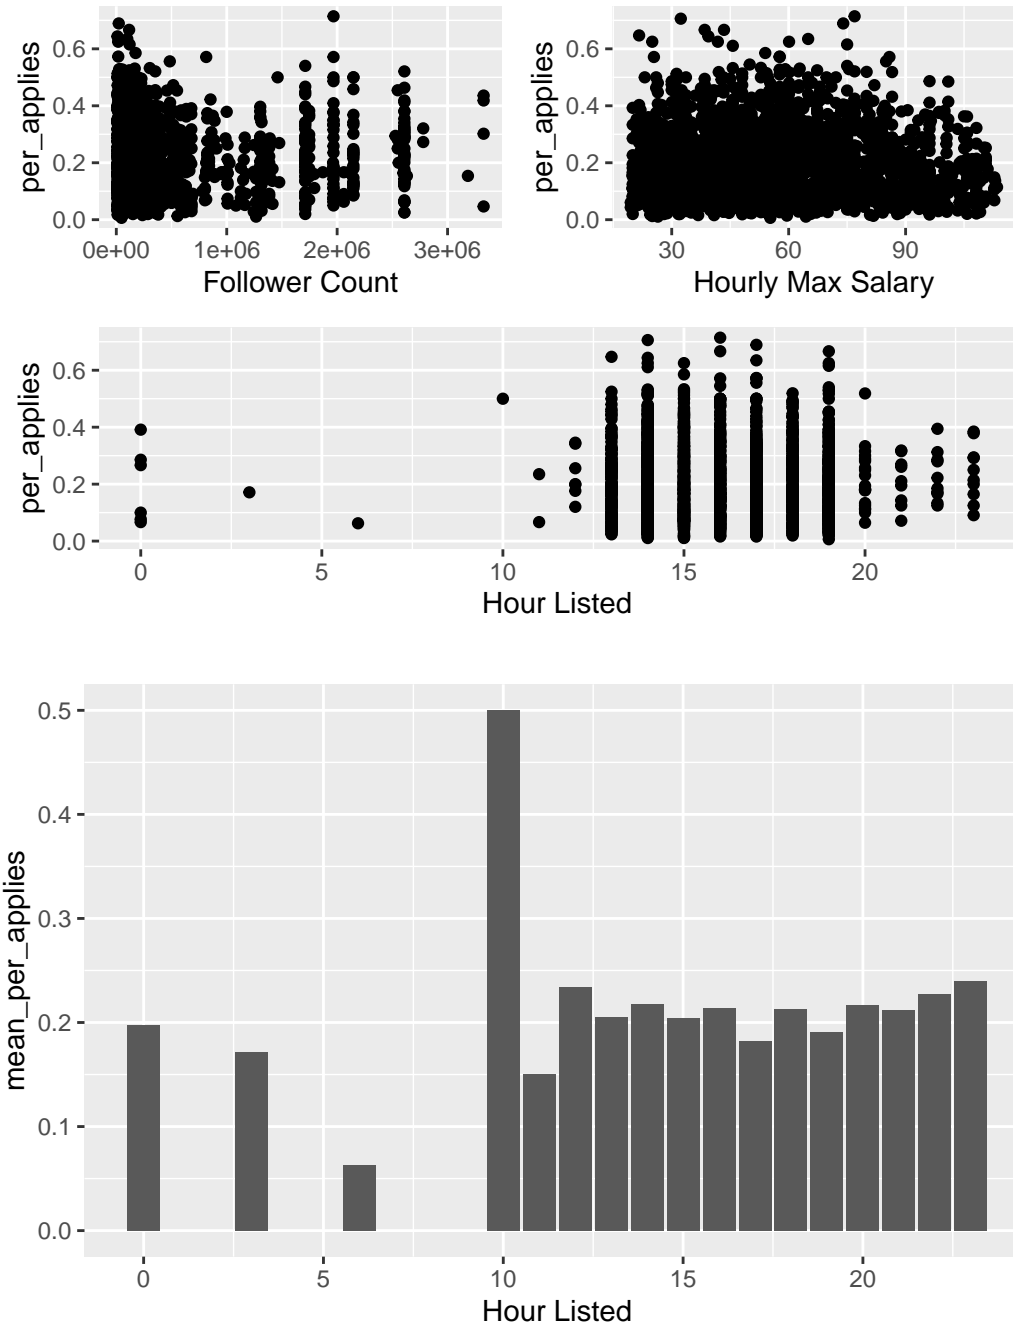 per_applies
0.6
0.4
0.2
0.0
0e+00 1e+06 2e+06 3e+06
Follower Count
per_applies
0.6
0.4
0.2
0.0
30 60 90
Hourly Max Salary
per_applies
0.6
0.4
0.2
0.0
0 5 10 15 20
Hour Listed
mean_per_applies
0.5
0.4
0.3
0.2
0.1
0.0
0 5 10 15 20
Hour Listed